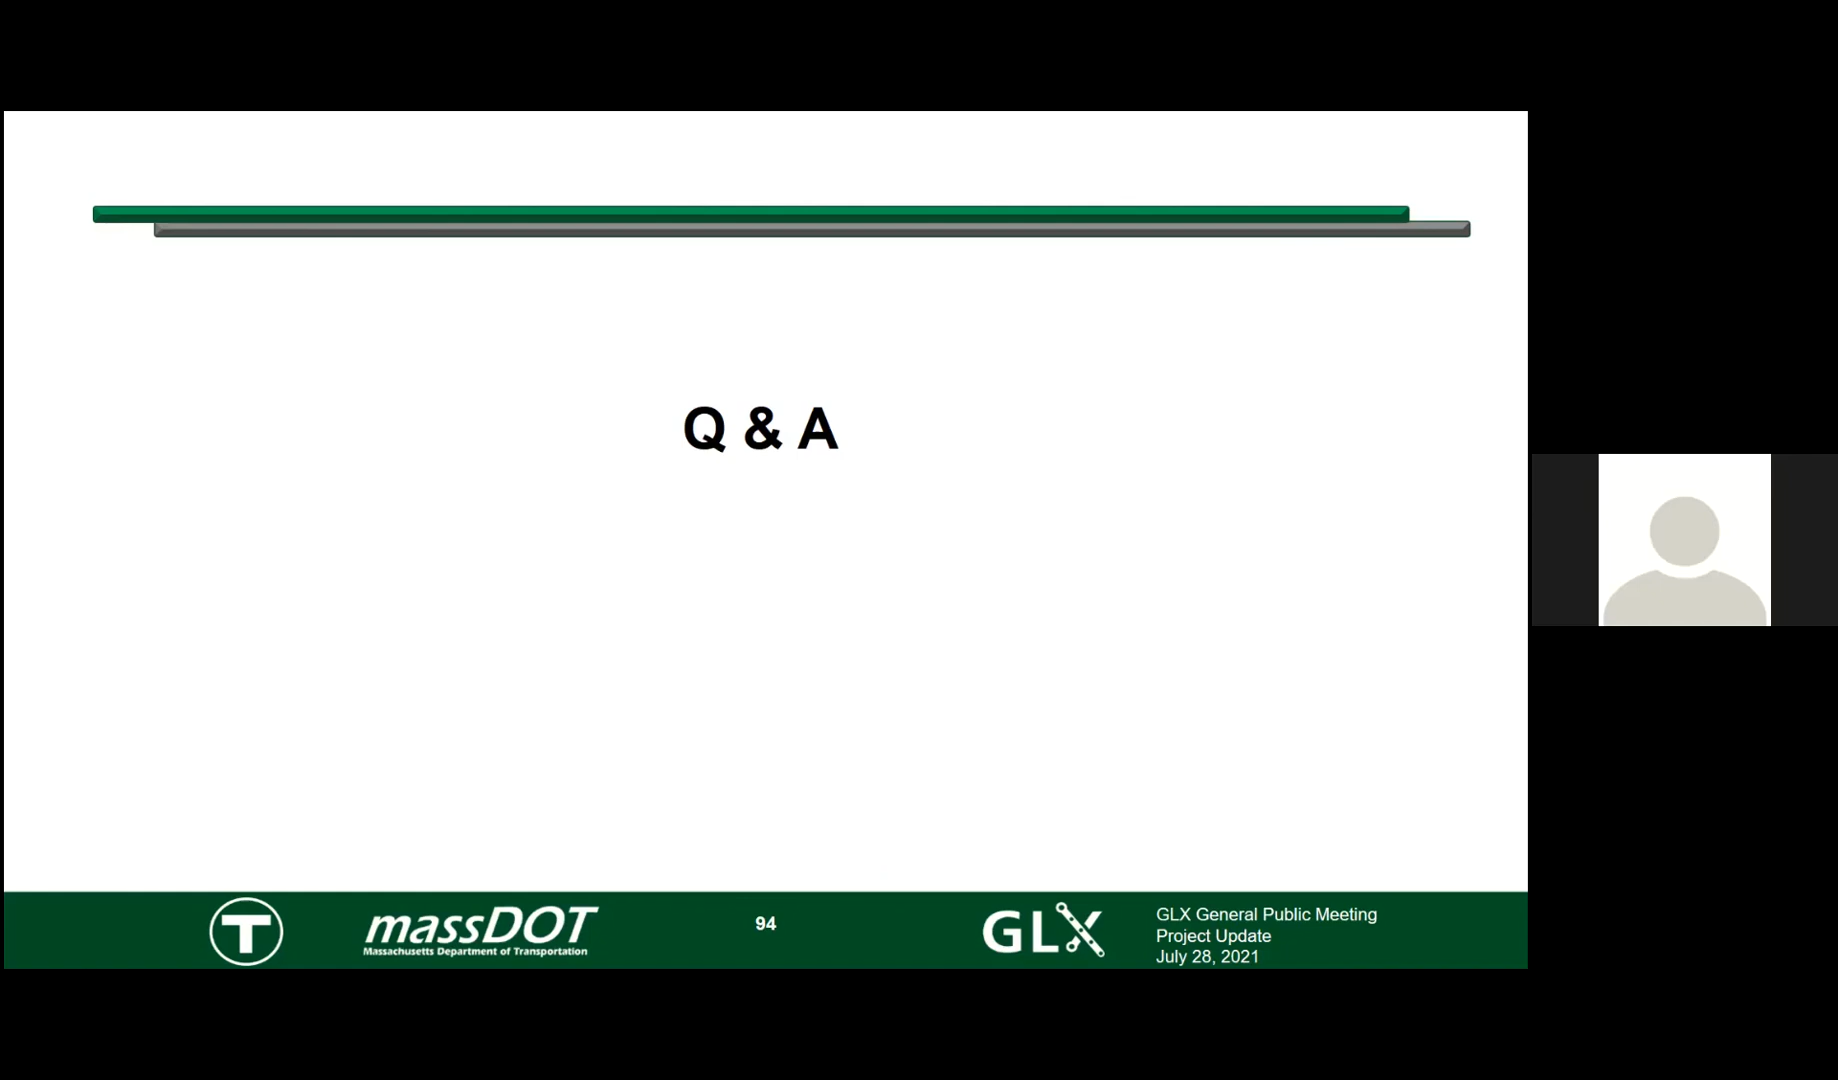 Q & A
T
massDOT
Massachusetts Department of Transportation
94
GLX
GLX General Public Meeting
Project Update
July 28, 2021